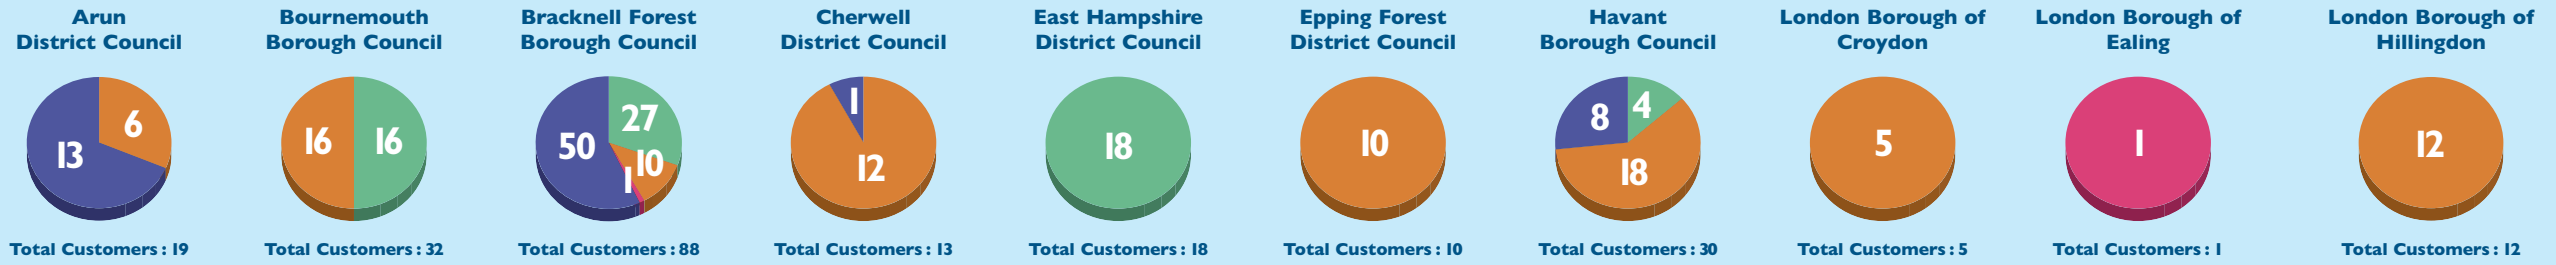 Arun
District Council
6
13
Total Customers : 19
Bournemouth
Borough Council
16
16
Total Customers : 32
Bracknell Forest
Borough Council
27
50
10
1
Total Customers : 88
Cherwell
District Council
1
12
Total Customers : 13
East Hampshire
District Council
18
Total Customers : 18
Epping Forest
District Council
10
Total Customers : 10
Havant
Borough Council
4
8
18
Total Customers : 30
London Borough of
Croydon
5
Total Customers : 5
London Borough of
Ealing
1
Total Customers : 1
London Borough of
Hillingdon
12
Total Customers : 12